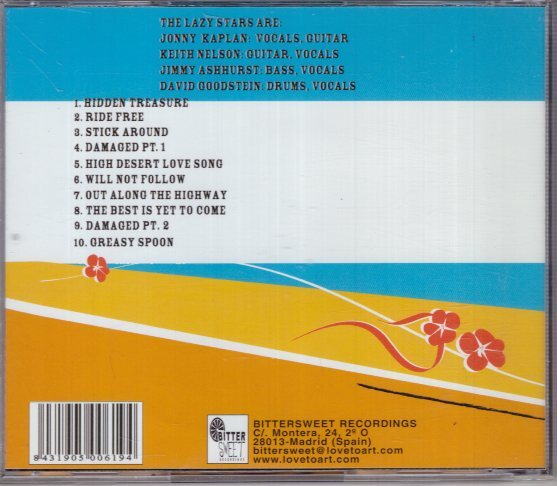 THE LAZY STARS ARE:
JONNY KAPLAN: VOCALS, GUITAR
KEITH NELSON: GUITAR, VOCALS
JIMMY ASHHURST: BASS, VOCALS
DAVID GOODSTEIN: DRUMS, VOCALS
1. HIDDEN TREASURE
2. RIDE FREE
3. STICK AROUND
4. DAMAGED PT. 1
5. HIGH DESERT LOVE SONG
6. WILL NOT FOLLOW
7. OUT ALONG THE HIGHWAY
8. THE BEST IS YET TO COME
9. DAMAGED PT. 2
10. GREASY SPOON
8431905006194
BITTER
SWEET
RECORDINGS
BITTERSWEET RECORDINGS
C/. Montera, 24, 2º O
28013-Madrid (Spain)
bittersweet@lovetoart.com
www.lovetoart.com